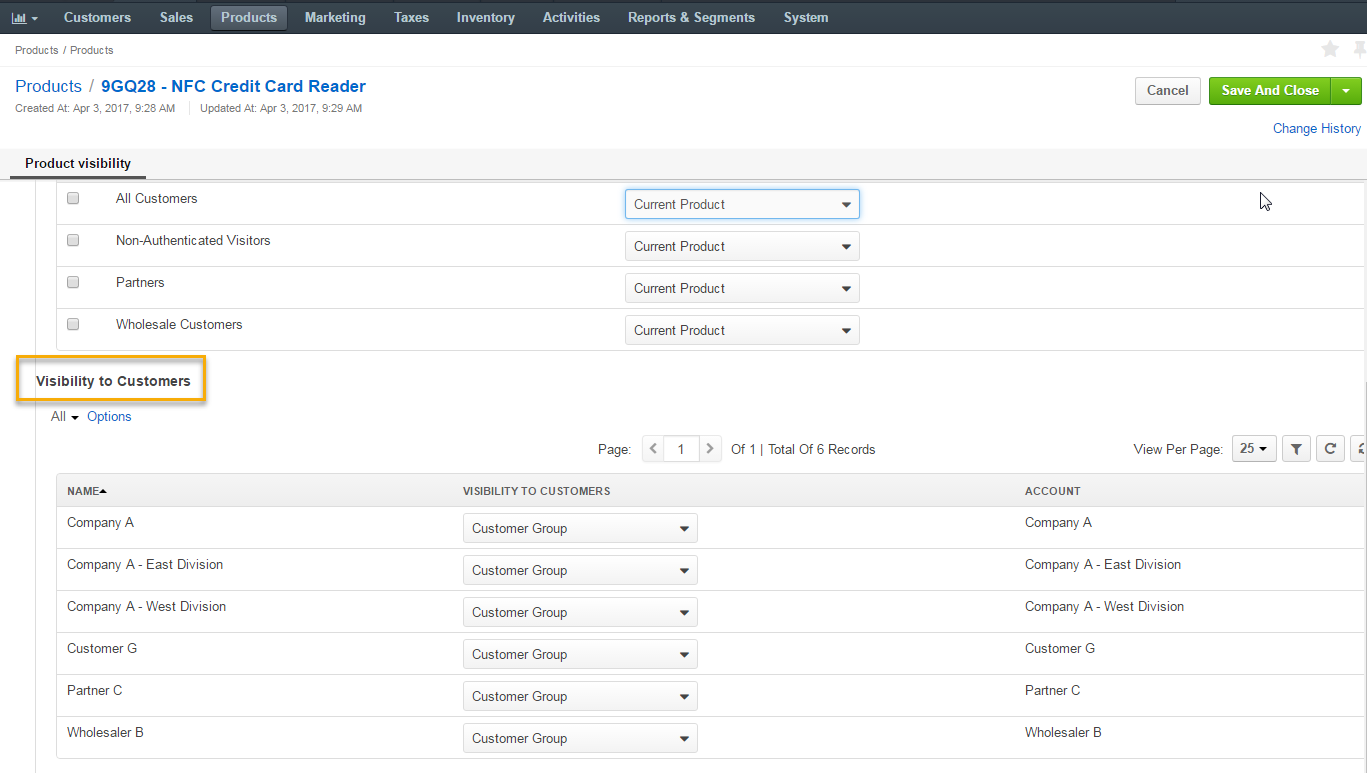 Customers Sales Products Marketing Taxes Inventory Activities Reports & Segments System
Products / Products
Products / 9GQ28 - NFC Credit Card Reader
Cancel Save And Close
Created At: Apr 3, 2017, 9:28 AM Updated At: Apr 3, 2017, 9:29 AM
Change History
Product visibility
All Customers Current Product
Non-Authenticated Visitors Current Product
Partners Current Product
Wholesale Customers Current Product
Visibility to Customers
All Options
Page: 1 Of 1 | Total Of 6 Records View Per Page: 25
NAME VISIBILITY TO CUSTOMERS ACCOUNT
Company A Customer Group Company A
Company A - East Division Customer Group Company A - East Division
Company A - West Division Customer Group Company A - West Division
Customer G Customer Group Customer G
Partner C Customer Group Partner C
Wholesaler B Customer Group Wholesaler B